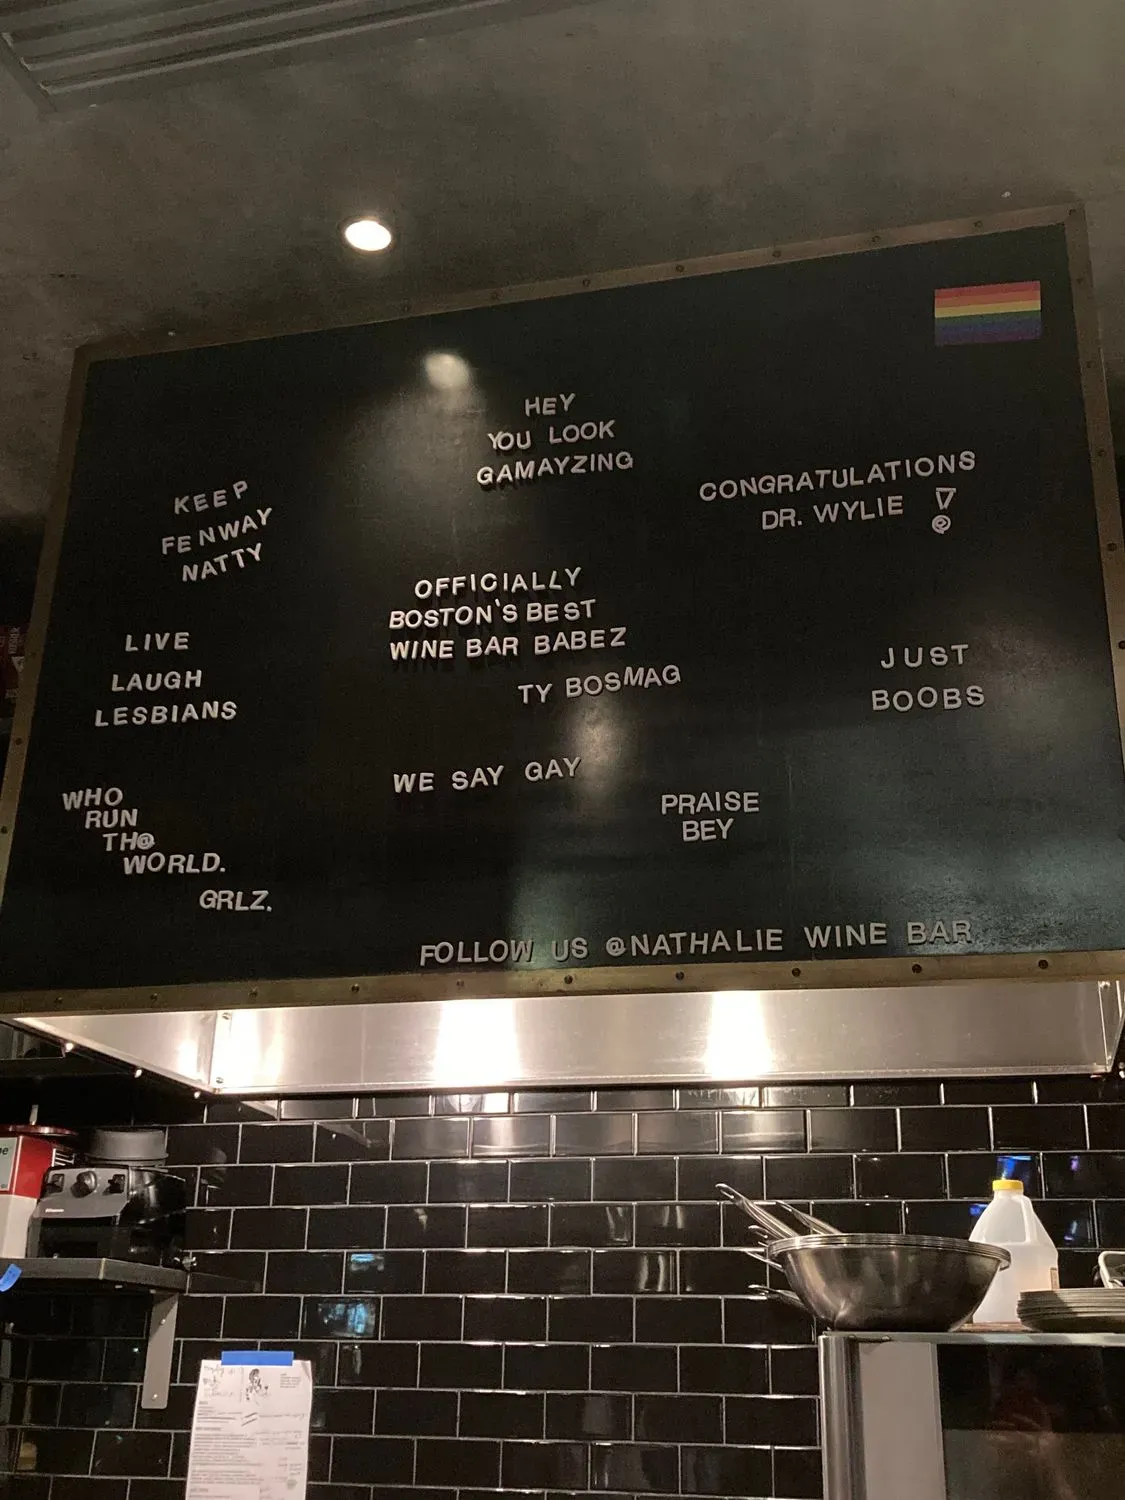 HEY
YOU LOOK
GAMAYZING
KEEP
FENWAY
NATTY
CONGRATULATIONS
DR. WYLIE
OFFICIALLY
BOSTON'S BEST
WINE BAR BABEZ
TY BOSMAG
LIVE
LAUGH
LESBIANS
JUST
BOOBS
WE SAY GAY
WHO
RUN
TH@
WORLD.
GRLZ.
PRAISE
BEY
FOLLOW US @NATHALIE WINE BAR